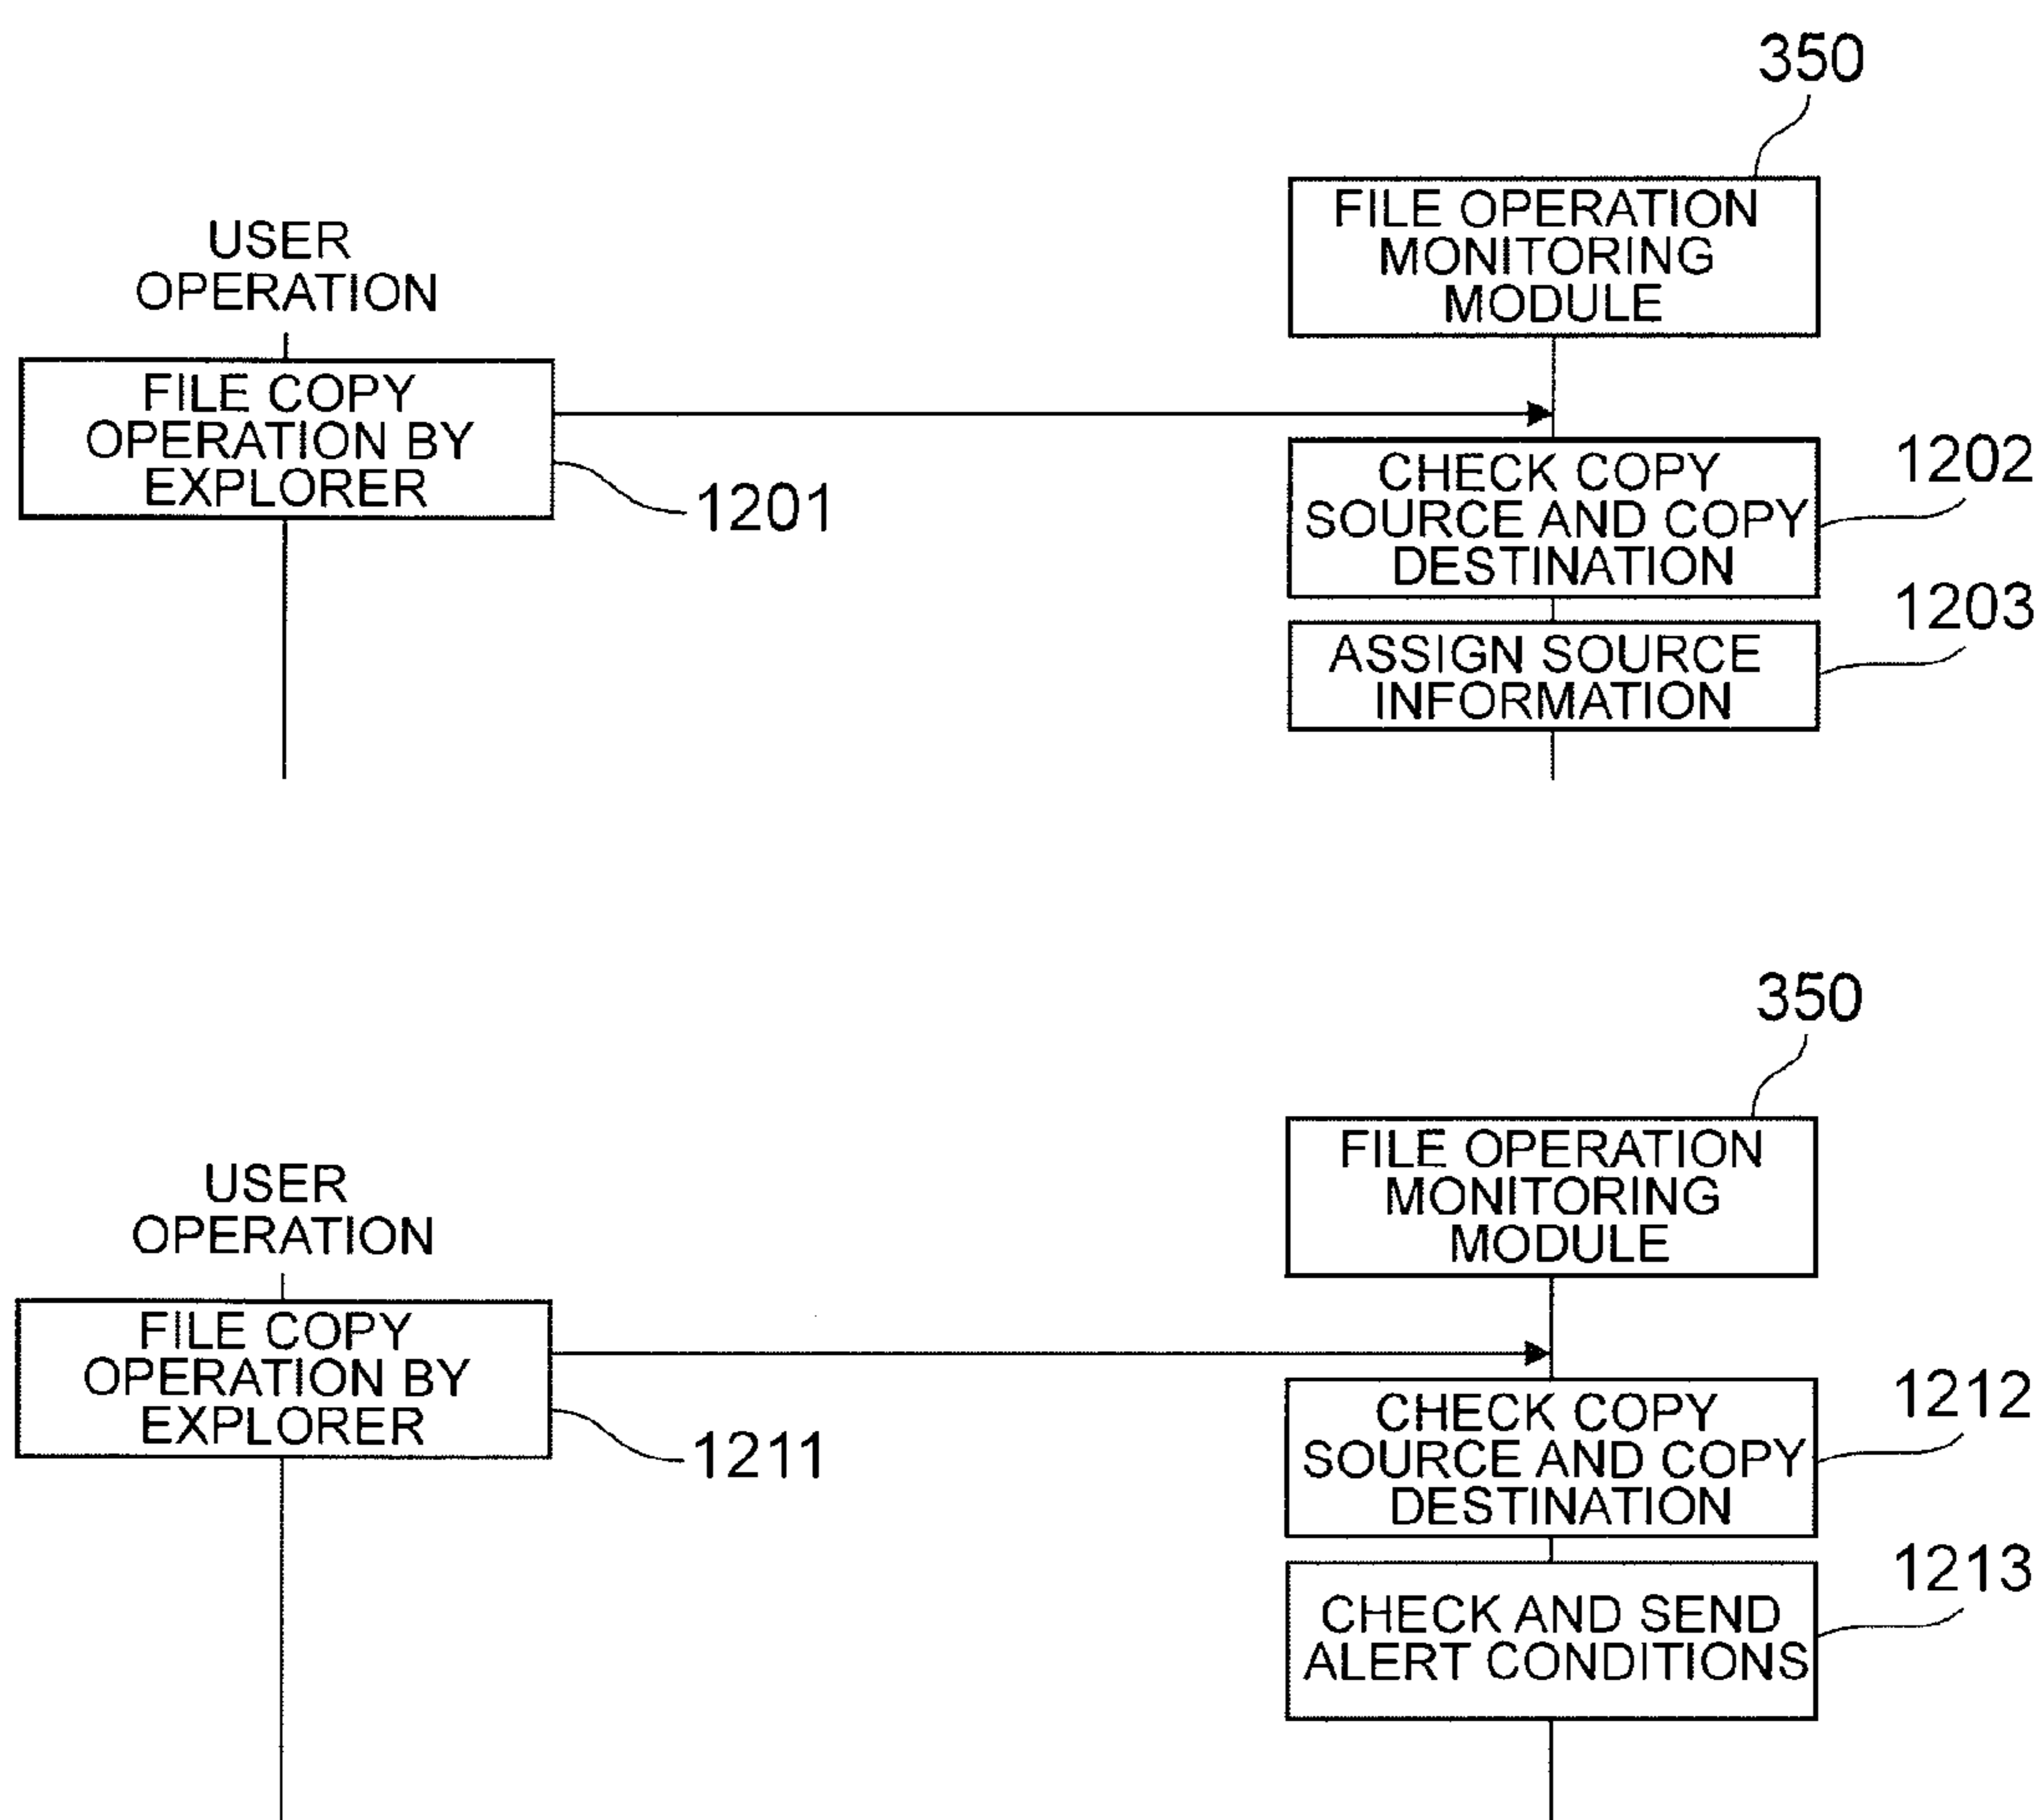 350
FILE OPERATION
MONITORING
MODULE
USER
OPERATION
FILE COPY
OPERATION BY
EXPLORER
1201
CHECK COPY
SOURCE AND COPY
DESTINATION
1202
ASSIGN SOURCE
INFORMATION
1203
350
FILE OPERATION
MONITORING
MODULE
USER
OPERATION
FILE COPY
OPERATION BY
EXPLORER
1211
CHECK COPY
SOURCE AND COPY
DESTINATION
1212
CHECK AND SEND
ALERT CONDITIONS
1213